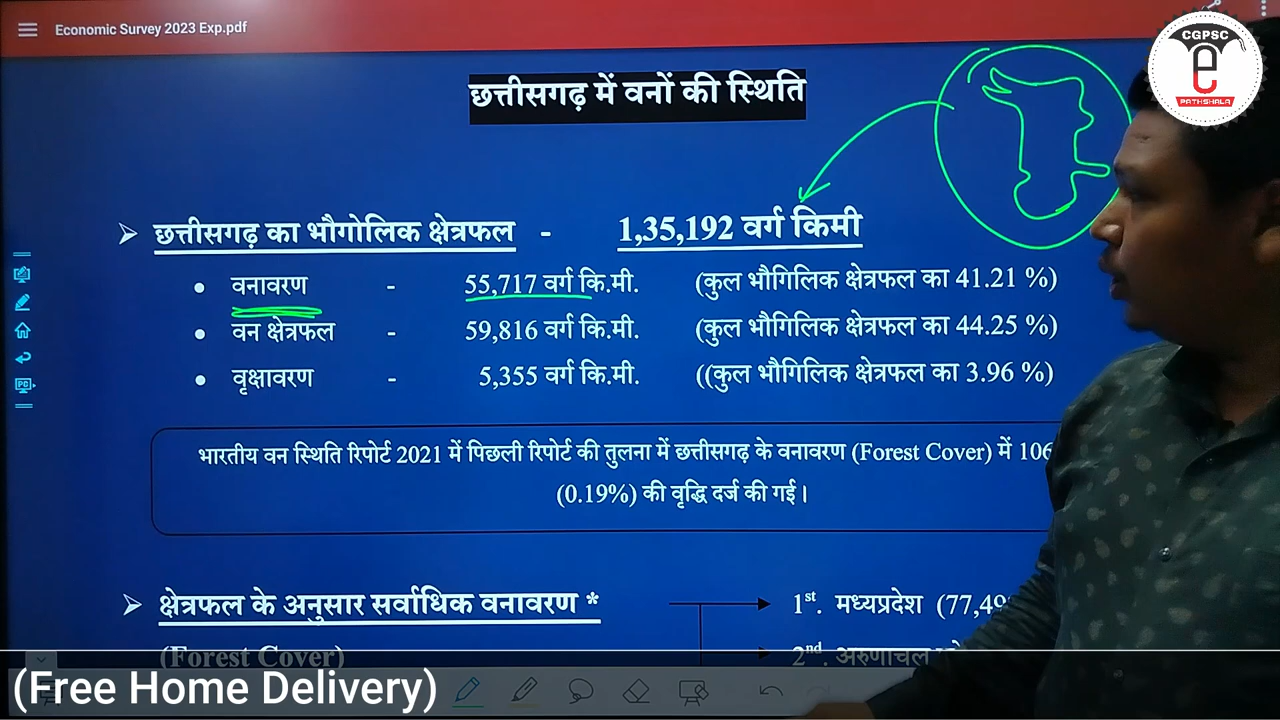 Economic Survey 2023 Exp.pdf
CGPSC
e
PATHSHALA
छत्तीसगढ़ में वनों की स्थिति
➢ छत्तीसगढ़ का भौगोलिक क्षेत्रफल - 1,35,192 वर्ग किमी
• वनावरण - 55,717 वर्ग कि.मी. (कुल भौगिलिक क्षेत्रफल का 41.21 %)
• वन क्षेत्रफल - 59,816 वर्ग कि.मी. (कुल भौगिलिक क्षेत्रफल का 44.25 %)
• वृक्षावरण - 5,355 वर्ग कि.मी. ((कुल भौगिलिक क्षेत्रफल का 3.96 %)
भारतीय वन स्थिति रिपोर्ट 2021 में पिछली रिपोर्ट की तुलना में छत्तीसगढ़ के वनावरण (Forest Cover) में 106
(0.19%) की वृद्धि दर्ज की गई।
➢ क्षेत्रफल के अनुसार सर्वाधिक वनावरण * 1st. मध्यप्रदेश (77,49
(Forest Cover) 2nd. अरुणाचल
(Free Home Delivery)